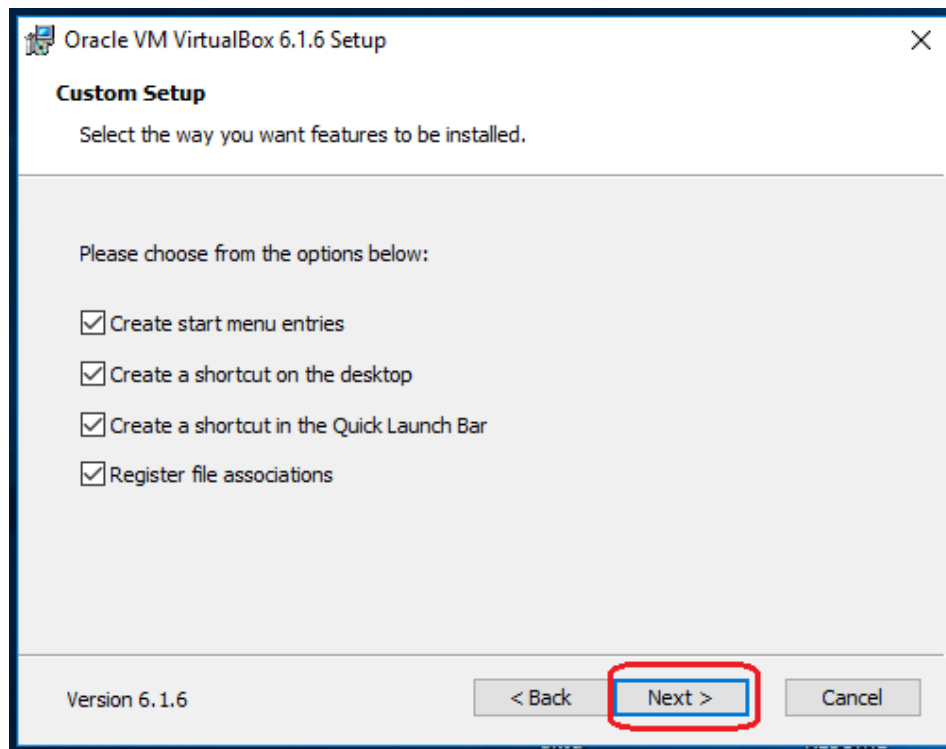 Oracle VM VirtualBox 6.1.6 Setup
Custom Setup
Select the way you want features to be installed.
Please choose from the options below:
Create start menu entries
Create a shortcut on the desktop
Create a shortcut in the Quick Launch Bar
Register file associations
Version 6.1.6
< Back
Next >
Cancel